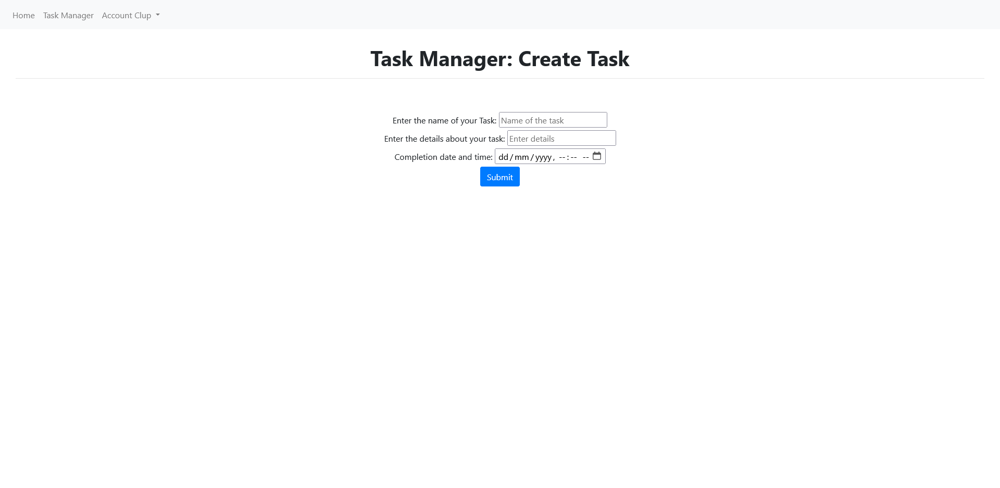 Home Task Manager Account Clup
Task Manager: Create Task
Enter the name of your Task: Name of the task
Enter the details about your task: Enter details
Completion date and time: dd/mm/yyyy, --:-- --
Submit